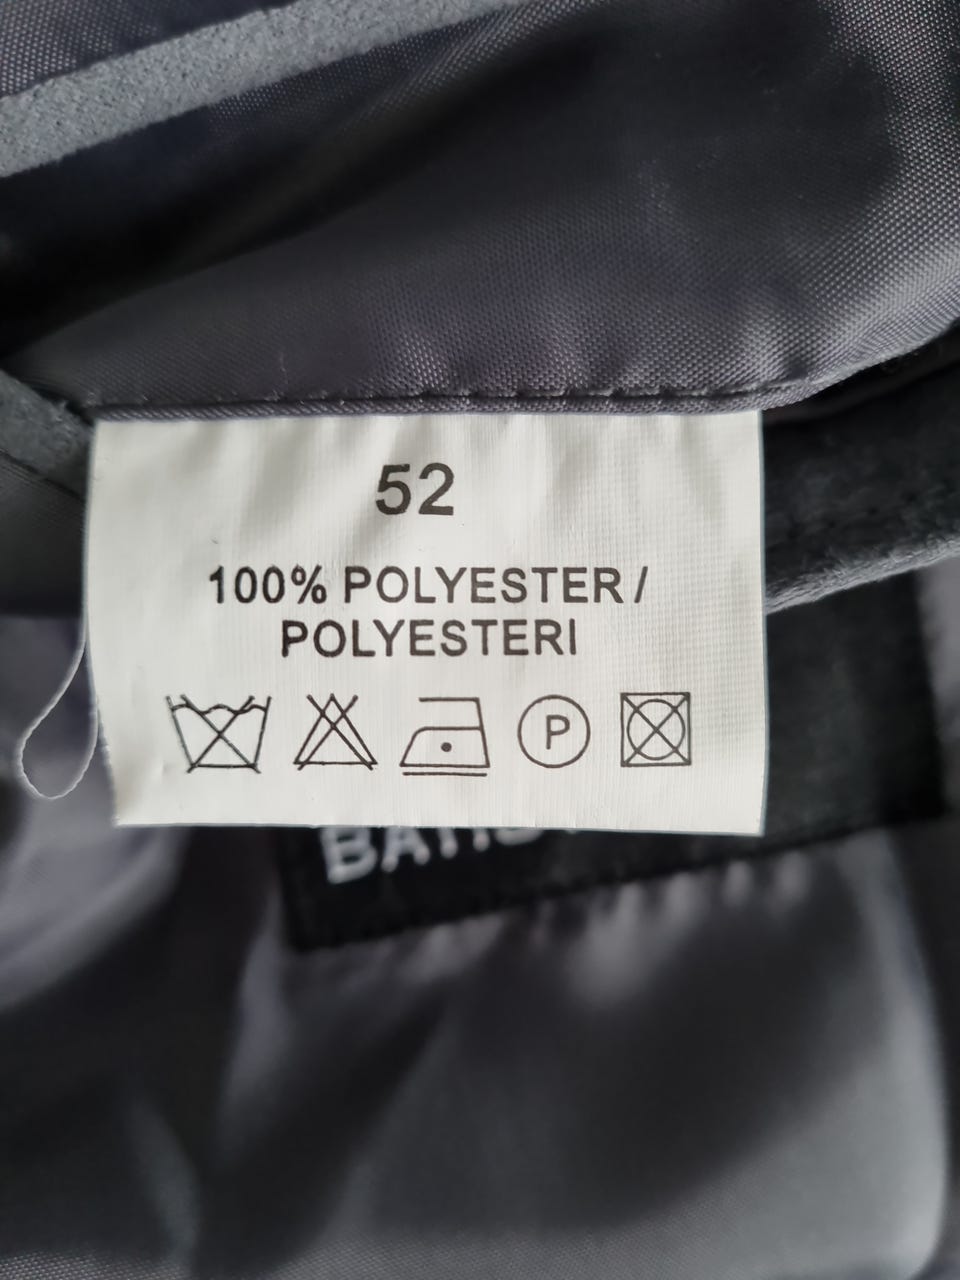 52
100% POLYESTER /
POLYESTERI
P